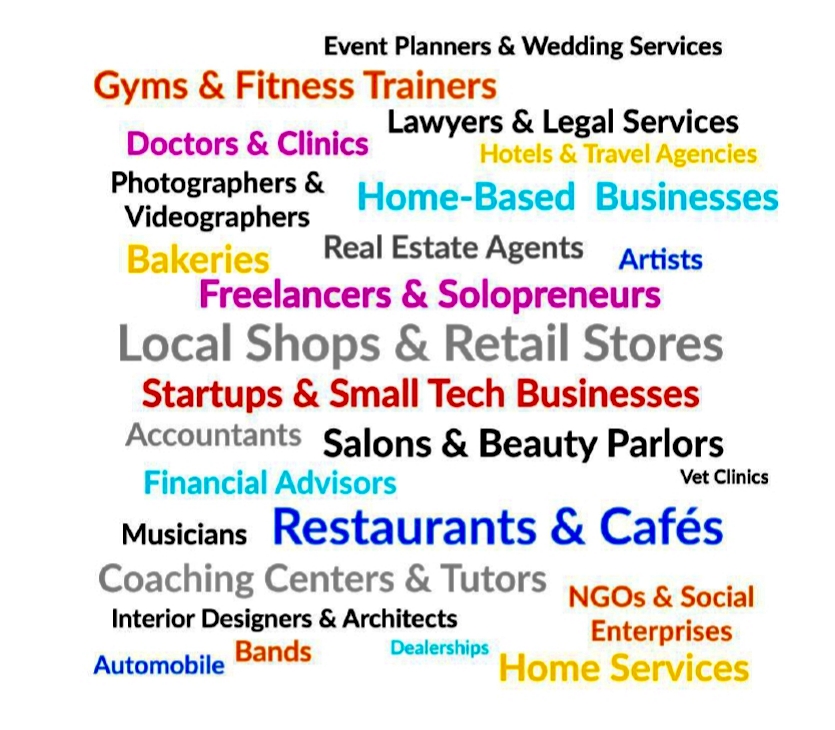 Event Planners & Wedding Services
Gyms & Fitness Trainers
Lawyers & Legal Services
Doctors & Clinics
Hotels & Travel Agencies
Photographers &
Videographers
Home-Based Businesses
Real Estate Agents
Bakeries
Artists
Freelancers & Solopreneurs
Local Shops & Retail Stores
Startups & Small Tech Businesses
Accountants
Salons & Beauty Parlors
Financial Advisors
Vet Clinics
Musicians
Restaurants & Cafés
Coaching Centers & Tutors
NGOs & Social
Enterprises
Interior Designers & Architects
Bands
Dealerships
Automobile
Home Services